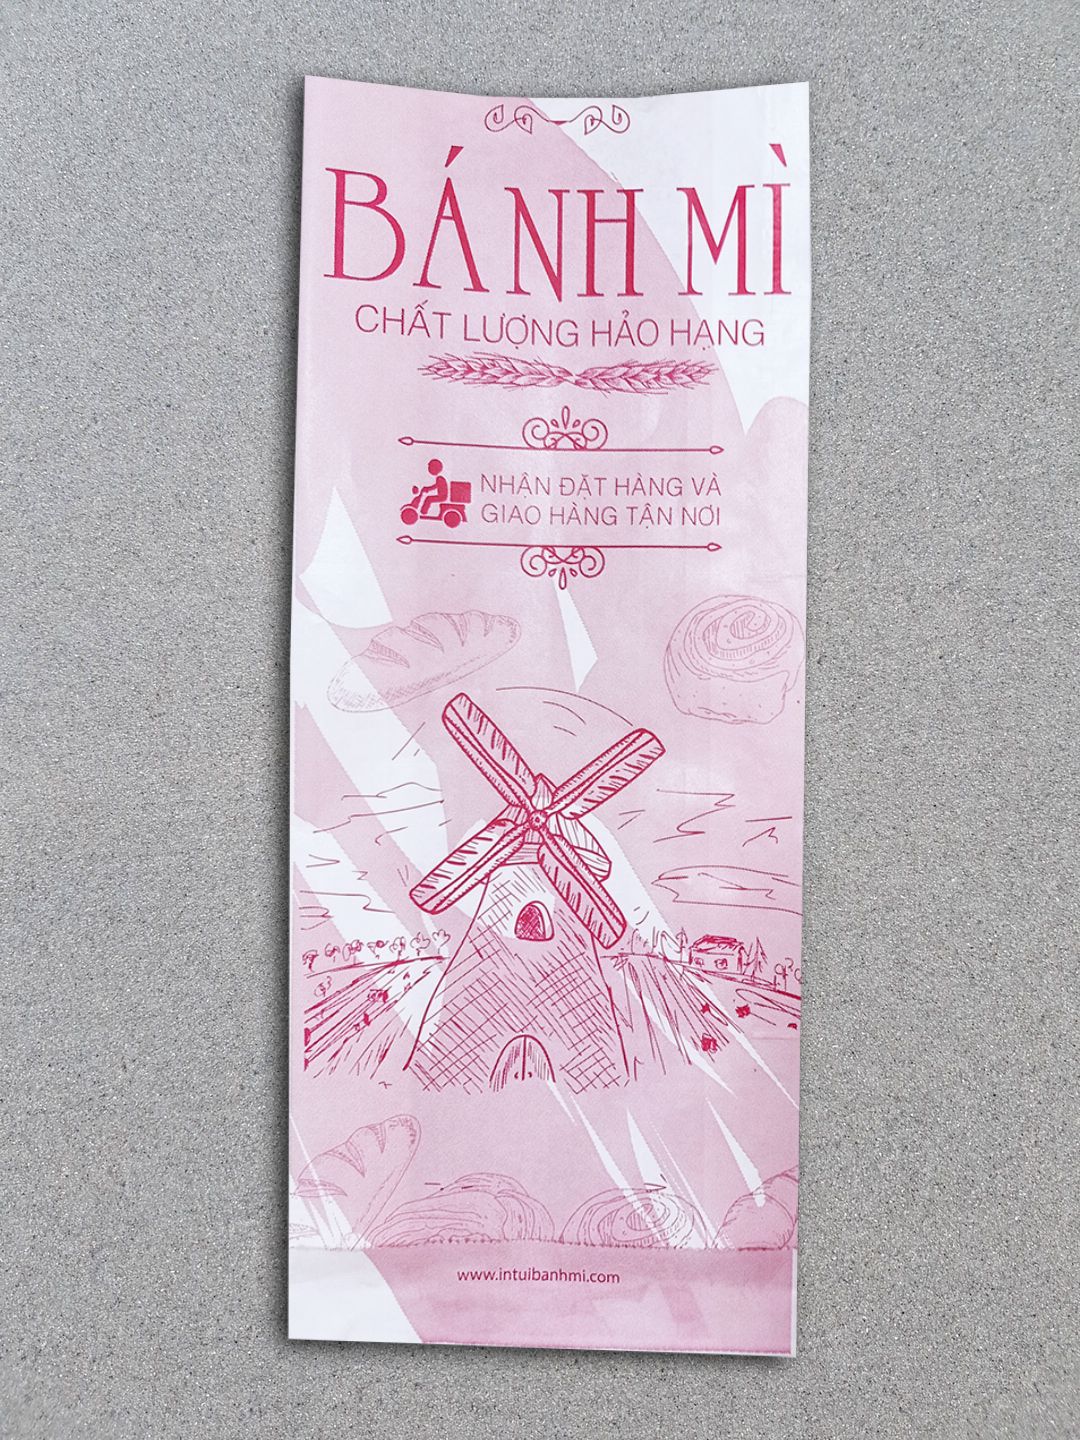 BÁNH MÌ
CHẤT LƯỢNG HẢO HẠNG
NHẬN ĐẶT HÀNG VÀ
GIAO HÀNG TẬN NƠI
www.intuibanhmi.com